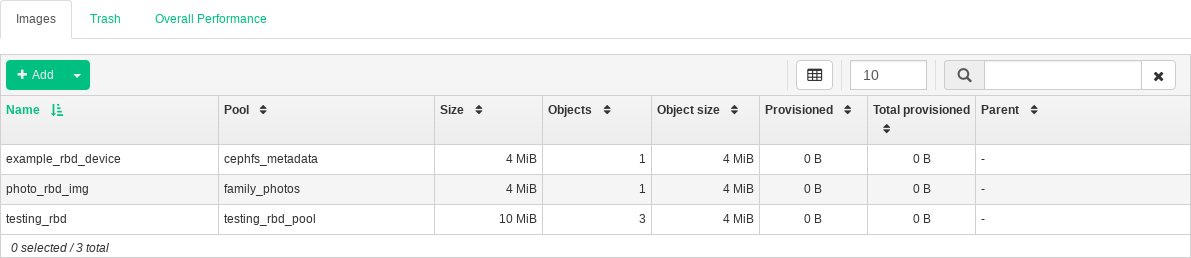 Images Trash Overall Performance
Add 10
Name Pool Size Objects Object size Provisioned Total provisioned Parent
example_rbd_device cephfs_metadata 4 MiB 1 4 MiB 0 B 0 B -
photo_rbd_img family_photos 4 MiB 1 4 MiB 0 B 0 B -
testing_rbd testing_rbd_pool 10 MiB 3 4 MiB 0 B 0 B -
0 selected / 3 total